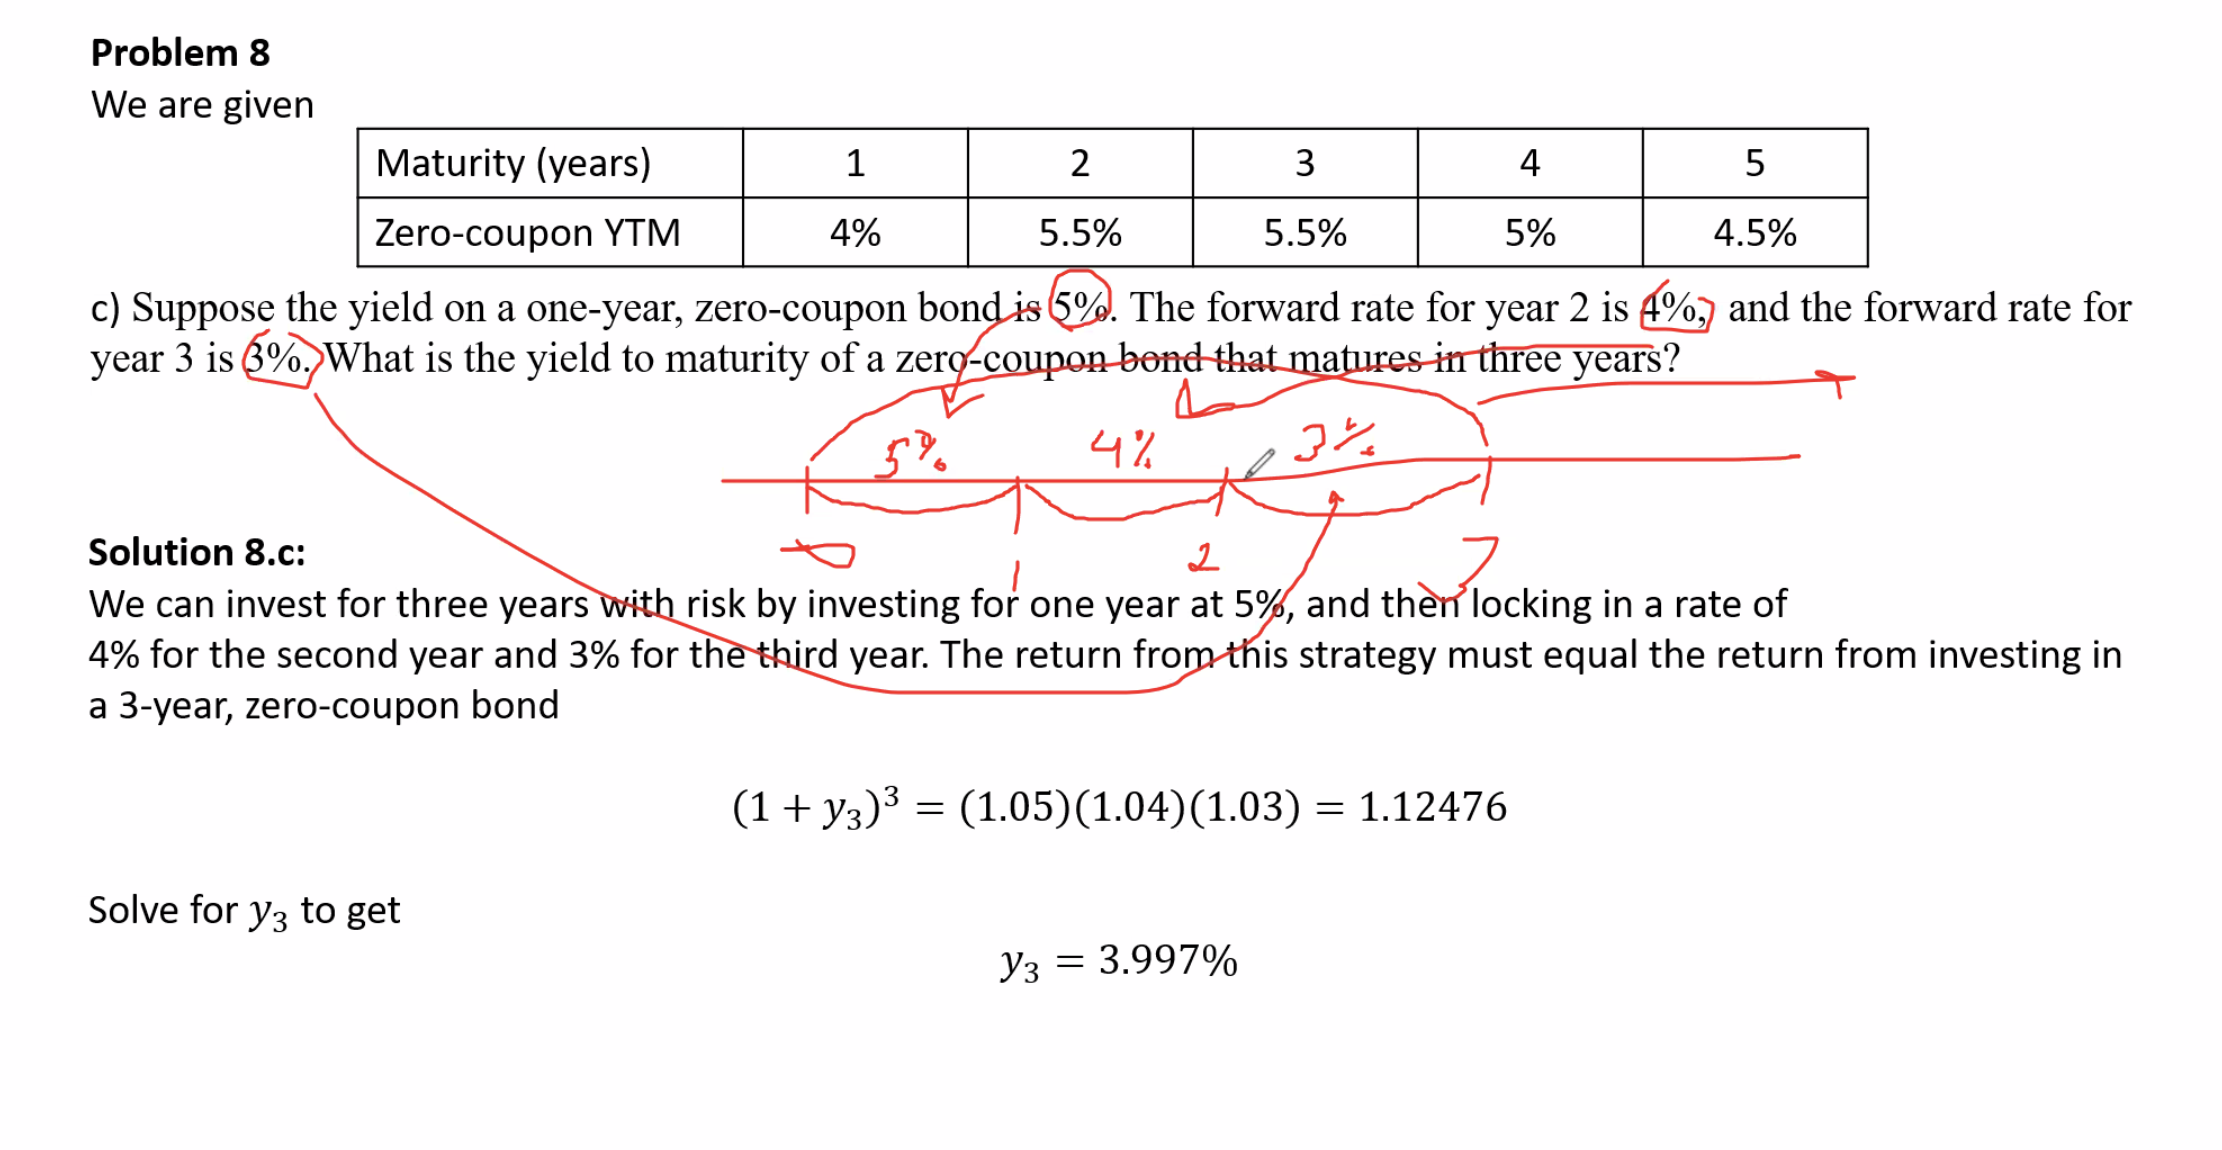 Problem 8
We are given
Maturity (years) 1 2 3 4 5
Zero-coupon YTM 4% 5.5% 5.5% 5% 4.5%
c) Suppose the yield on a one-year, zero-coupon bond is 5%. The forward rate for year 2 is 4%, and the forward rate for
year 3 is 3%. What is the yield to maturity of a zero-coupon bond that matures in three years?
5% 4% 3%
0 1 2 3
Solution 8.c:
We can invest for three years with risk by investing for one year at 5%, and then locking in a rate of
4% for the second year and 3% for the third year. The return from this strategy must equal the return from investing in
a 3-year, zero-coupon bond
(1 + y₃)³ = (1.05)(1.04)(1.03) = 1.12476
Solve for y₃ to get
y₃ = 3.997%